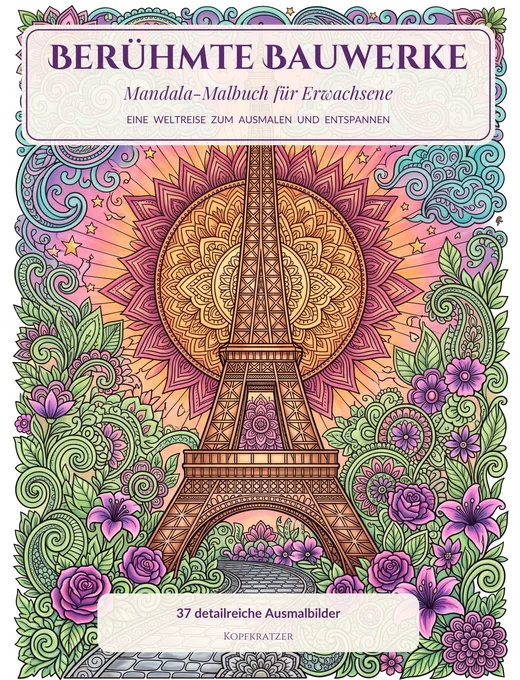 Berühmte Bauwerke
Mandala-Malbuch für Erwachsene
EINE WELTREISE ZUM AUSMALEN UND ENTSPANNEN
37 detailreiche Ausmalbilder
Kopfkratzer